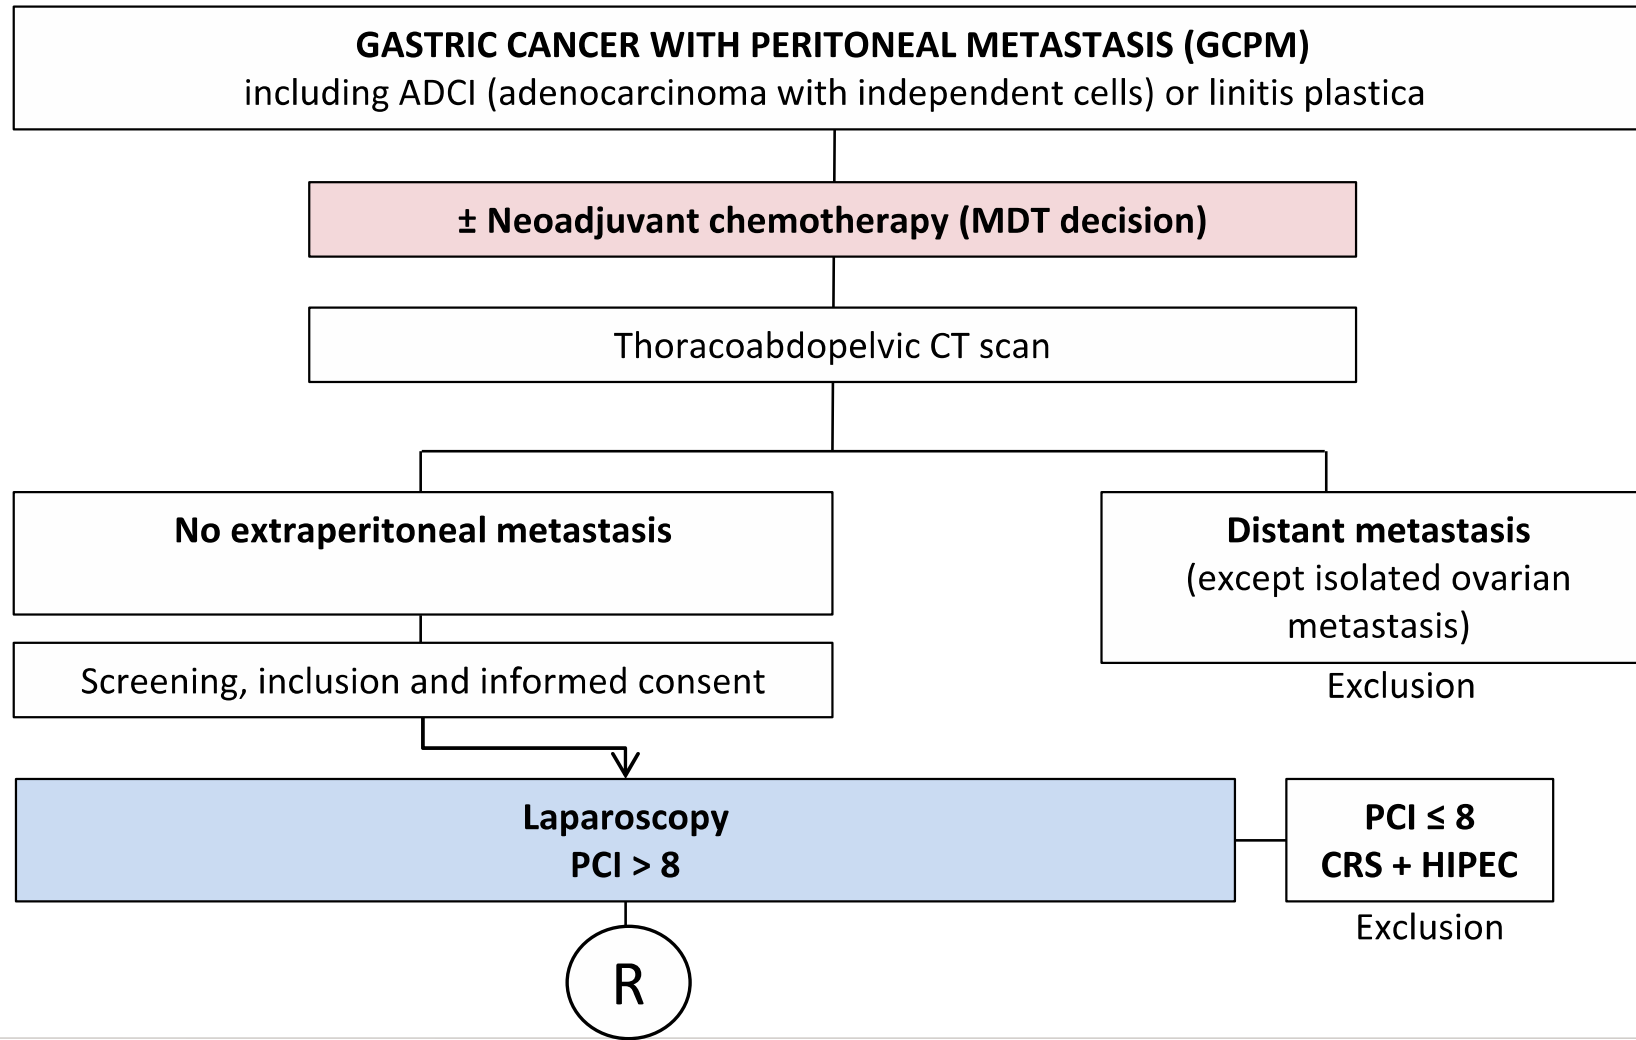 GASTRIC CANCER WITH PERITONEAL METASTASIS (GCPM)
including ADCI (adenocarcinoma with independent cells) or linitis plastica
± Neoadjuvant chemotherapy (MDT decision)
Thoracoabdopelvic CT scan
No extraperitoneal metastasis
Distant metastasis
(except isolated ovarian
metastasis)
Exclusion
Screening, inclusion and informed consent
Laparoscopy
PCI > 8
PCI ≤ 8
CRS + HIPEC
Exclusion
R